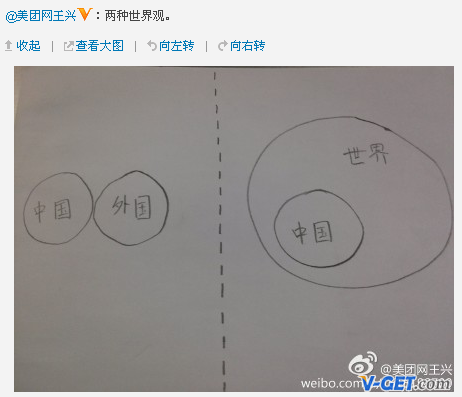 @美团网王兴V：两种世界观。
收起 | 查看大图 | 向左转 | 向右转
中国 外国
世界
中国
@美团网王兴
weibo.com
V-GET.com